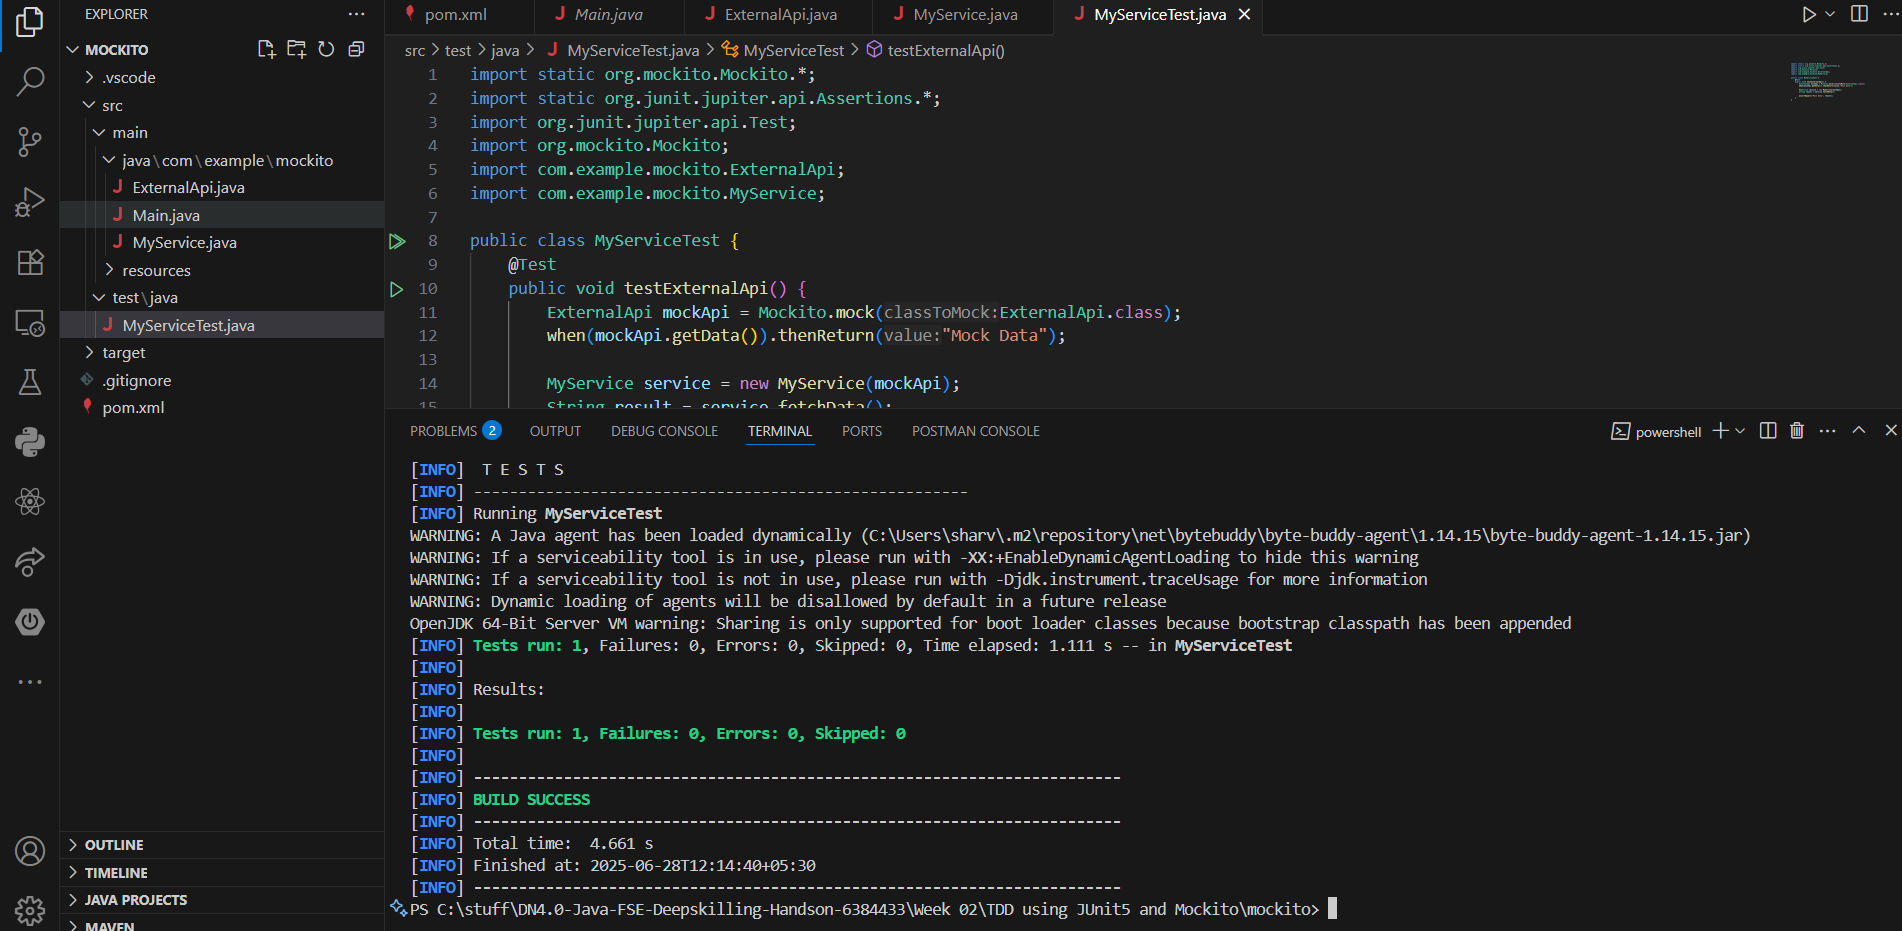 EXPLORER
MOCKITO
.vscode
src
main
java\com\example\mockito
ExternalApi.java
Main.java
MyService.java
resources
test\java
MyServiceTest.java
target
.gitignore
pom.xml
OUTLINE
TIMELINE
JAVA PROJECTS
MAVEN
pom.xml
Main.java
ExternalApi.java
MyService.java
MyServiceTest.java
src > test > java > MyServiceTest.java > MyServiceTest > testExternalApi()
1 import static org.mockito.Mockito.*;
2 import static org.junit.jupiter.api.Assertions.*;
3 import org.junit.jupiter.api.Test;
4 import org.mockito.Mockito;
5 import com.example.mockito.ExternalApi;
6 import com.example.mockito.MyService;
7
8 public class MyServiceTest {
9 @Test
10 public void testExternalApi() {
11 ExternalApi mockApi = Mockito.mock(classToMock:ExternalApi.class);
12 when(mockApi.getData()).thenReturn(value:"Mock Data");
13
14 MyService service = new MyService(mockApi);
15 String result = service.fetchData();
PROBLEMS 2 OUTPUT DEBUG CONSOLE TERMINAL PORTS POSTMAN CONSOLE
powershell
[INFO] T E S T S
[INFO] -------------------------------------------------------
[INFO] Running MyServiceTest
WARNING: A Java agent has been loaded dynamically (C:\Users\sharv\.m2\repository\net\bytebuddy\byte-buddy-agent\1.14.15\byte-buddy-agent-1.14.15.jar)
WARNING: If a serviceability tool is in use, please run with -XX:+EnableDynamicAgentLoading to hide this warning
WARNING: If a serviceability tool is not in use, please run with -Djdk.instrument.traceUsage for more information
WARNING: Dynamic loading of agents will be disallowed by default in a future release
OpenJDK 64-Bit Server VM warning: Sharing is only supported for boot loader classes because bootstrap classpath has been appended
[INFO] Tests run: 1, Failures: 0, Errors: 0, Skipped: 0, Time elapsed: 1.111 s -- in MyServiceTest
[INFO]
[INFO] Results:
[INFO]
[INFO] Tests run: 1, Failures: 0, Errors: 0, Skipped: 0
[INFO]
[INFO] ------------------------------------------------------------------------
[INFO] BUILD SUCCESS
[INFO] ------------------------------------------------------------------------
[INFO] Total time:  4.661 s
[INFO] Finished at: 2025-06-28T12:14:40+05:30
[INFO] ------------------------------------------------------------------------
PS C:\stuff\DN4.0-Java-FSE-Deepskilling-Handson-6384433\Week 02\TDD using JUnit5 and Mockito\mockito>